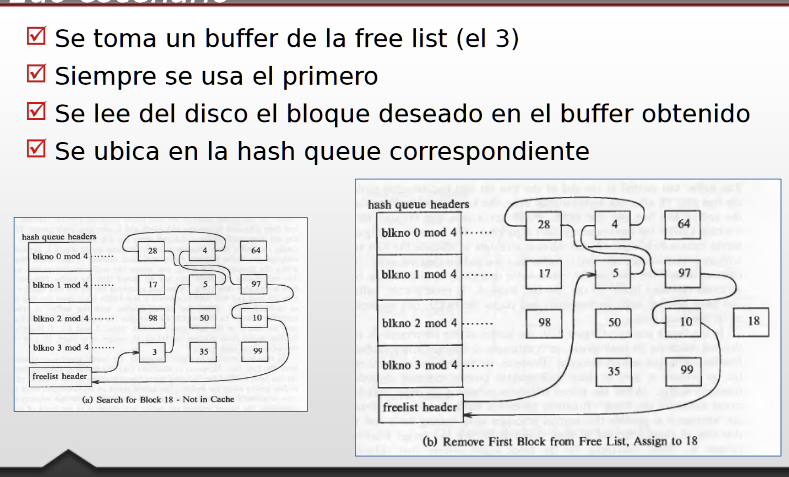 2do escenario
Se toma un buffer de la free list (el 3)
Siempre se usa el primero
Se lee del disco el bloque deseado en el buffer obtenido
Se ubica en la hash queue correspondiente
hash queue headers
blkno 0 mod 4 28 4 64
blkno 1 mod 4 17 5 97
blkno 2 mod 4 98 50 10
blkno 3 mod 4 3 35 99
freelist header
(a) Search for Block 18 - Not in Cache
hash queue headers
blkno 0 mod 4 28 4 64
blkno 1 mod 4 17 5 97
blkno 2 mod 4 98 50 10 18
blkno 3 mod 4 35 99
freelist header
(b) Remove First Block from Free List, Assign to 18